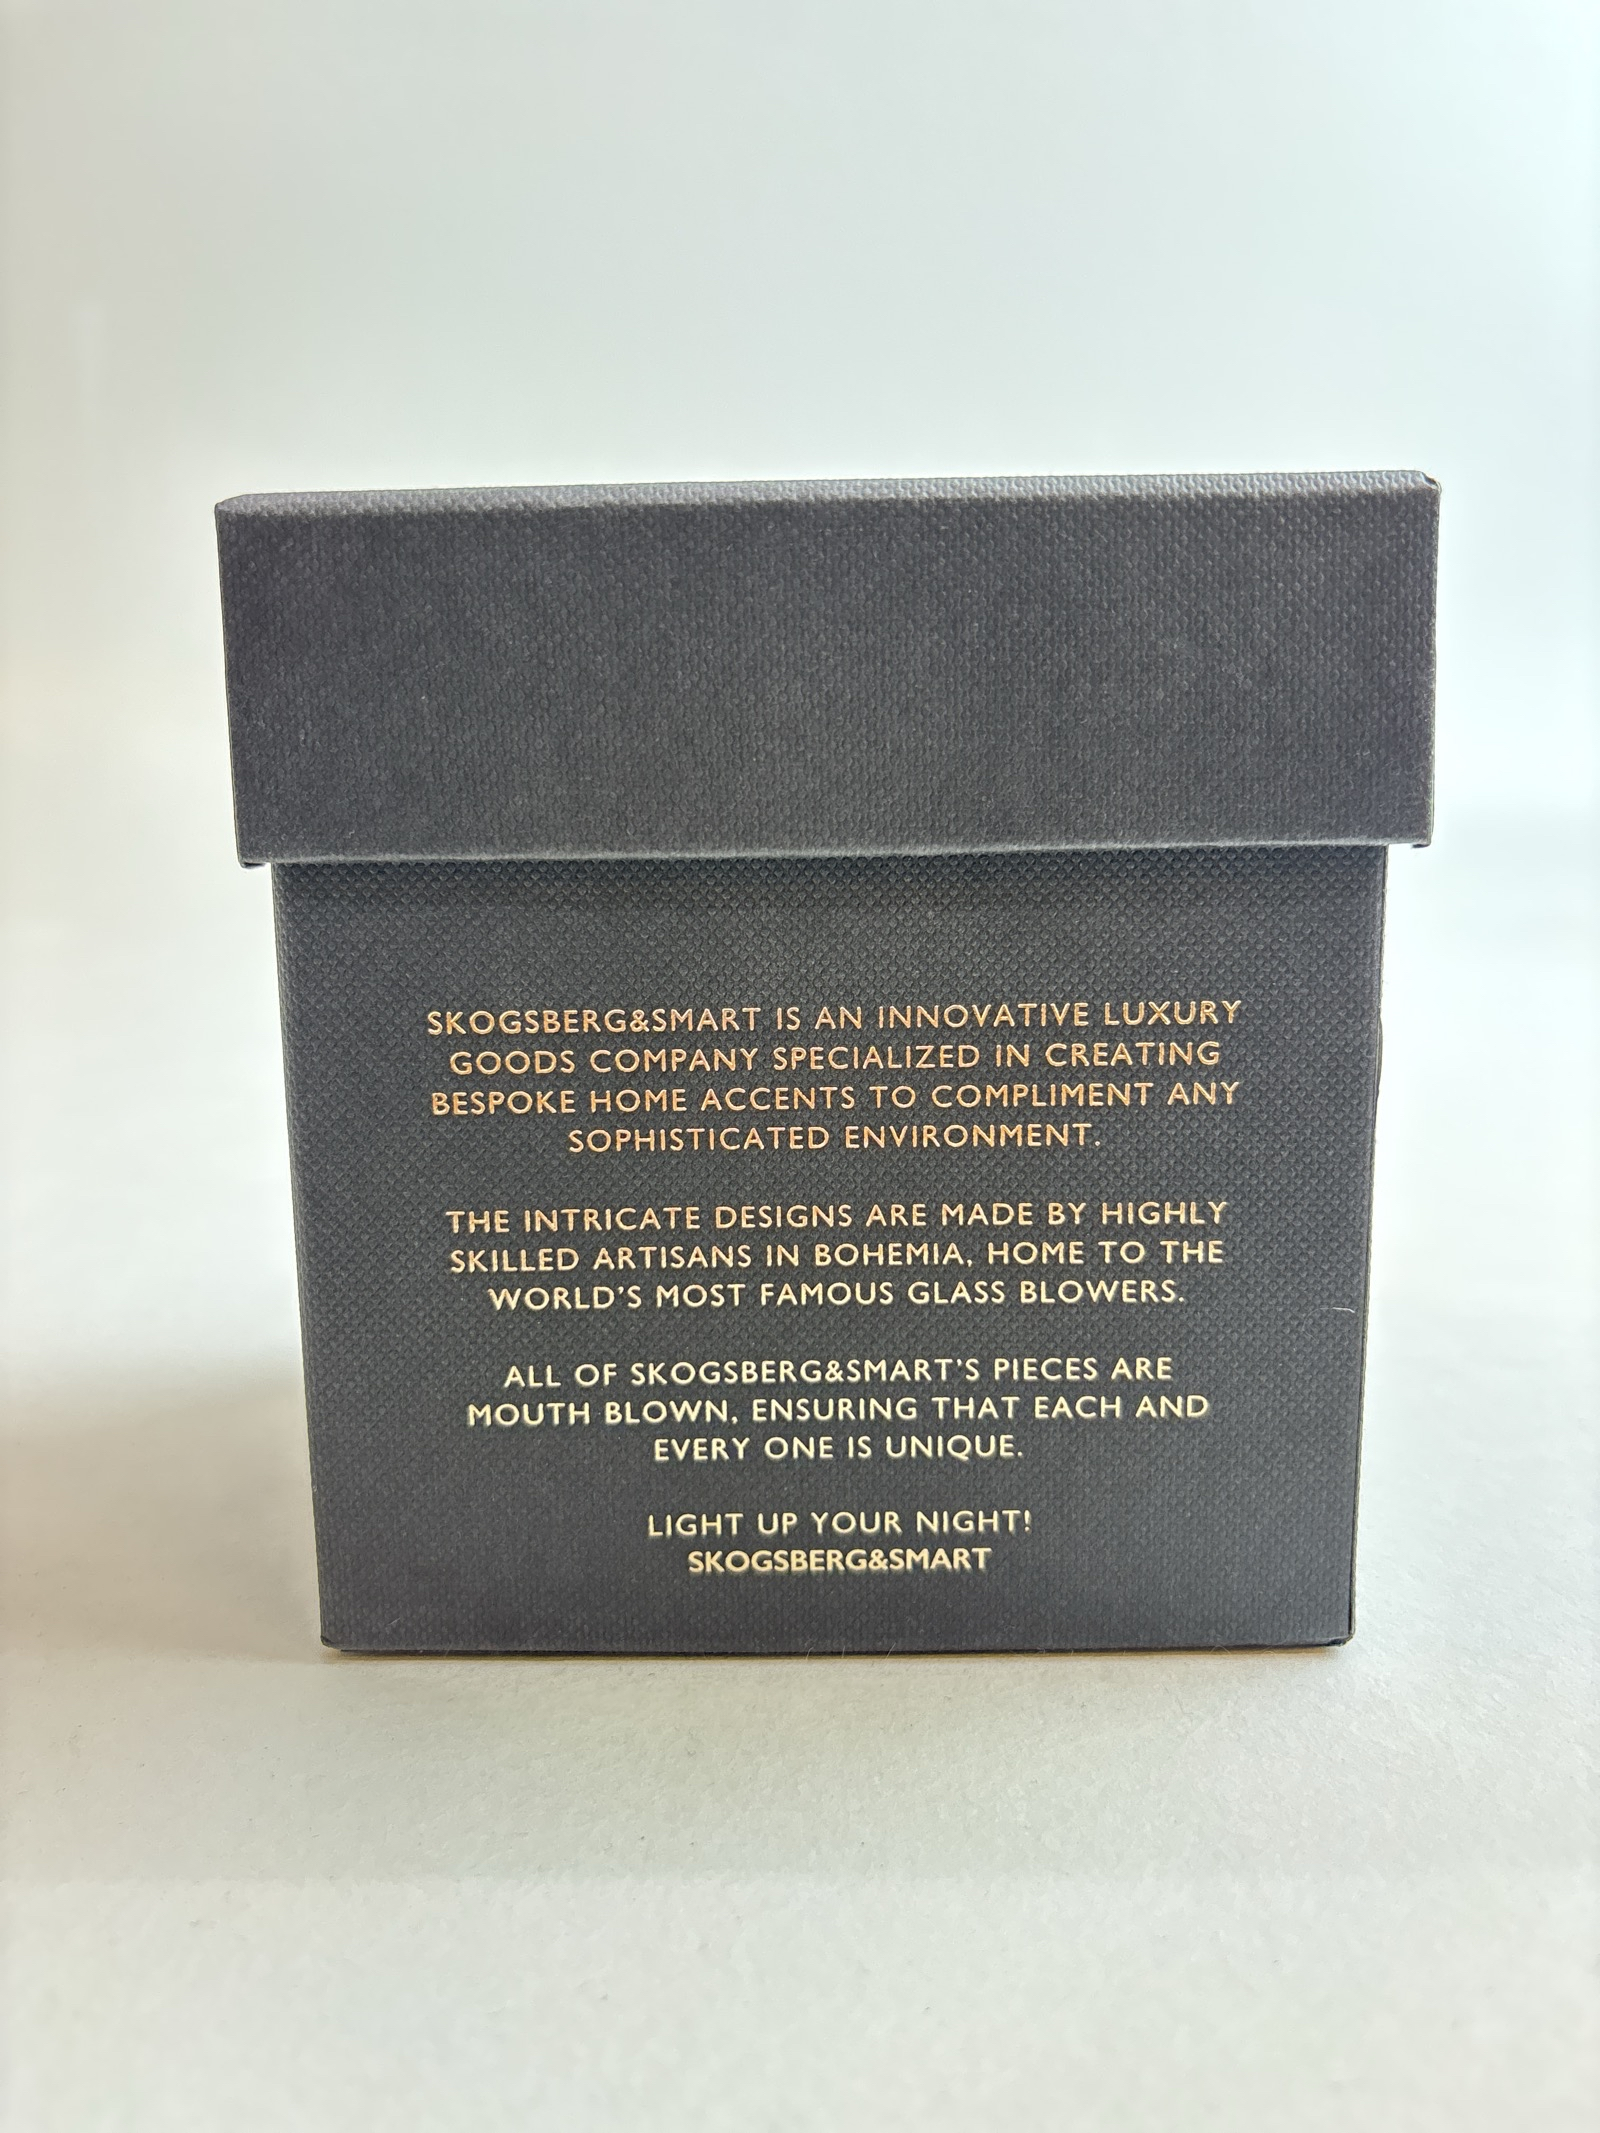 SKOGSBERG&SMART IS AN INNOVATIVE LUXURY
GOODS COMPANY SPECIALIZED IN CREATING
BESPOKE HOME ACCENTS TO COMPLIMENT ANY
SOPHISTICATED ENVIRONMENT.
THE INTRICATE DESIGNS ARE MADE BY HIGHLY
SKILLED ARTISANS IN BOHEMIA, HOME TO THE
WORLD'S MOST FAMOUS GLASS BLOWERS.
ALL OF SKOGSBERG&SMART'S PIECES ARE
MOUTH BLOWN, ENSURING THAT EACH AND
EVERY ONE IS UNIQUE.
LIGHT UP YOUR NIGHT!
SKOGSBERG&SMART